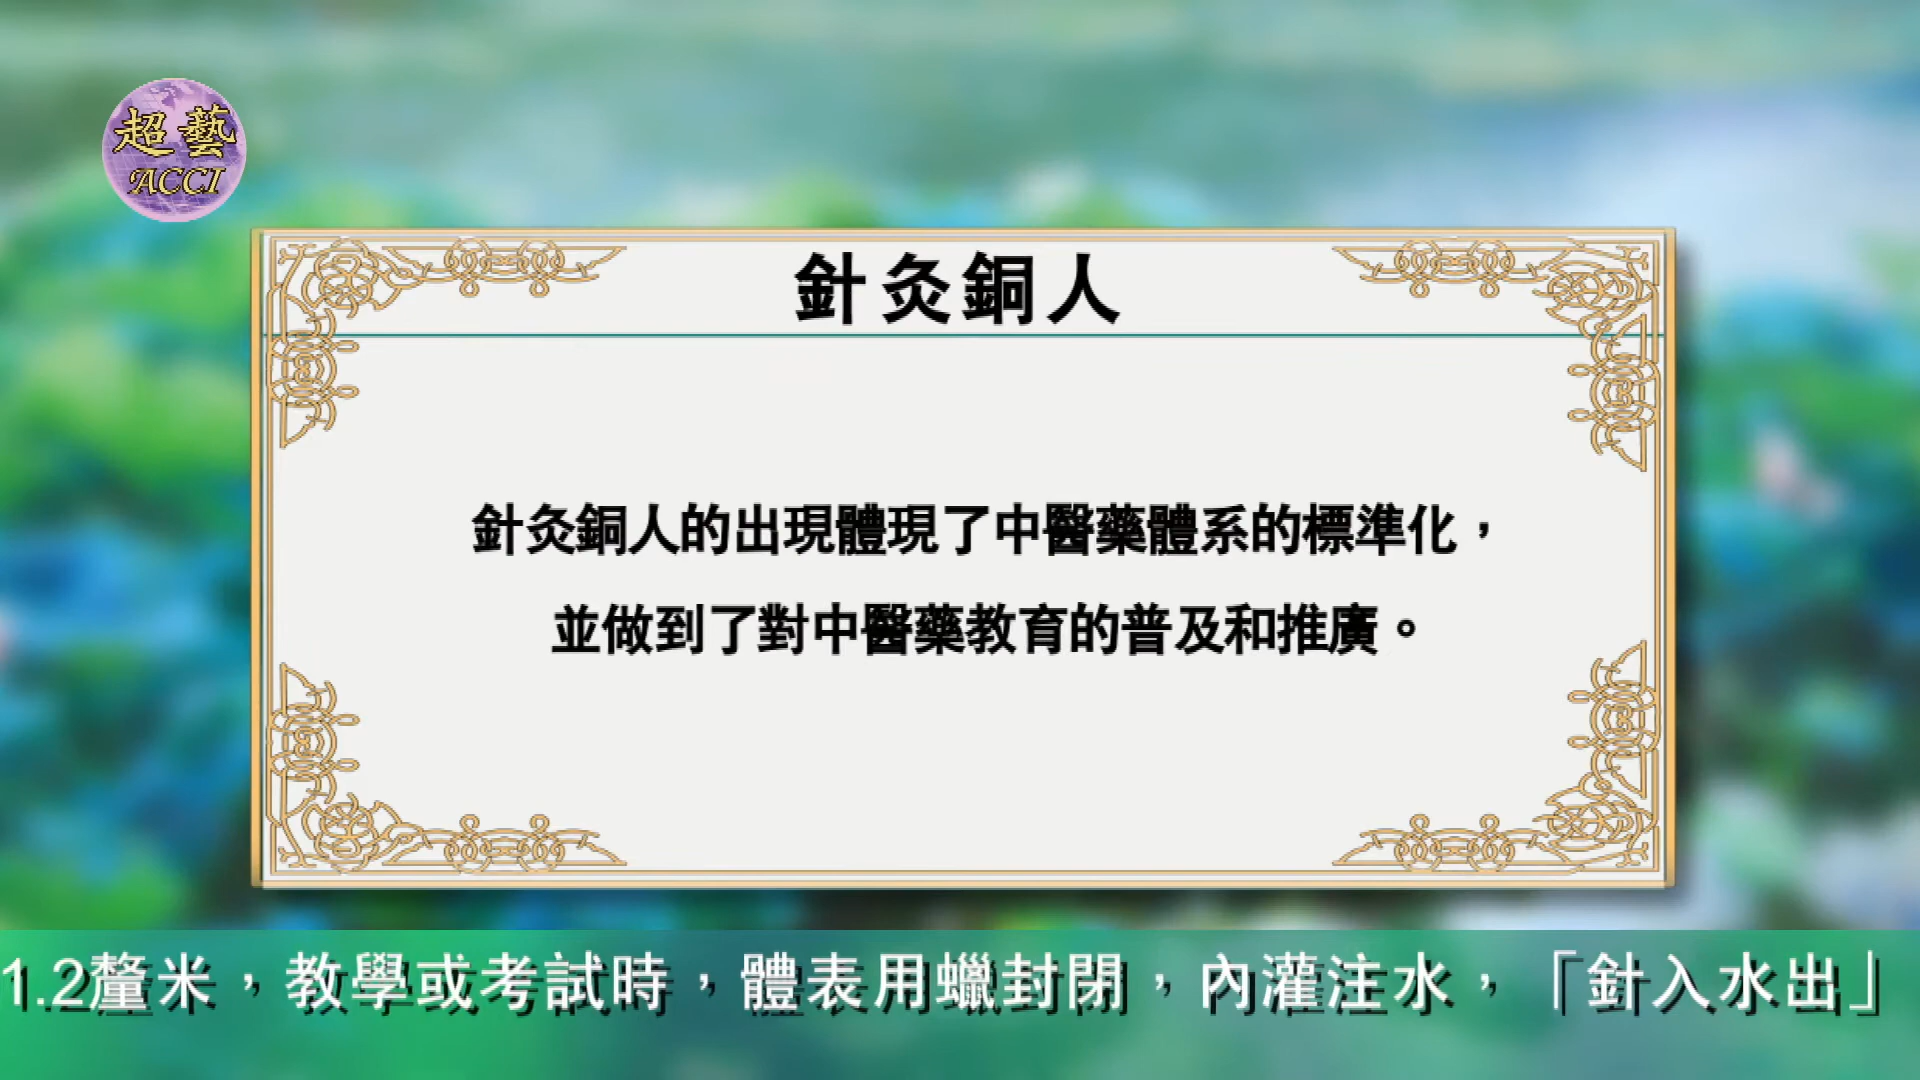 超藝
ACCI
針灸銅人
針灸銅人的出現體現了中醫藥體系的標準化，
並做到了對中醫藥教育的普及和推廣。
1.2釐米，教學或考試時，體表用蠟封閉，內灌注水，「針入水出」